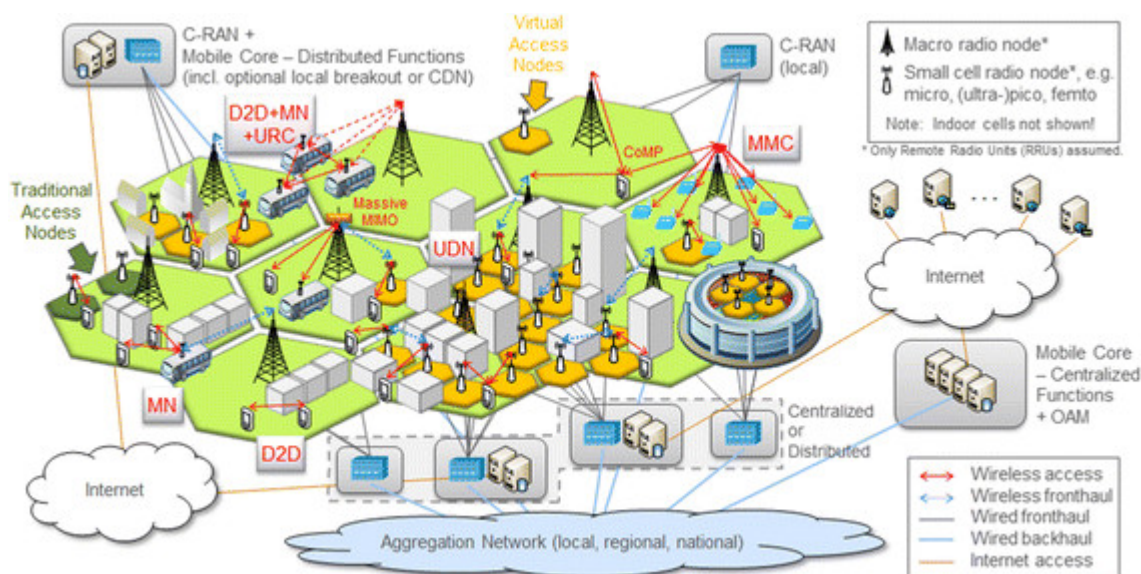 C-RAN +
Mobile Core – Distributed Functions
(incl. optional local breakout or CDN)
Virtual
Access
Nodes
C-RAN
(local)
Macro radio node*
Small cell radio node*, e.g.
micro, (ultra-)pico, femto
Note: Indoor cells not shown!
* Only Remote Radio Units (RRUs) assumed.
D2D+MN
+URC
CoMP
MMC
Traditional
Access
Nodes
Massive
MIMO
UDN
Internet
Mobile Core
– Centralized
Functions
+ OAM
MN
D2D
Centralized
or
Distributed
Internet
Aggregation Network (local, regional, national)
Wireless access
Wireless fronthaul
Wired fronthaul
Wired backhaul
Internet access